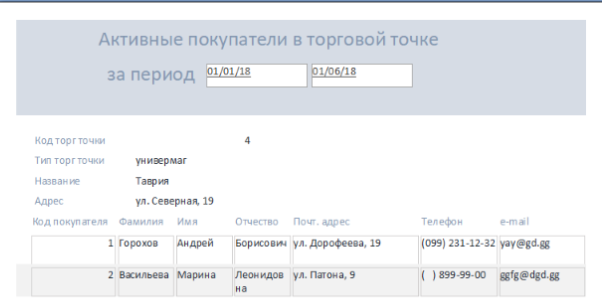 Активные покупатели в торговой точке
за период 01/01/18 01/06/18
Код торг точки 4
Тип торг точки универмаг
Название Таврия
Адрес ул. Северная, 19
Код покупателя Фамилия Имя Отчество Почт. адрес Телефон e-mail
1 Горохов Андрей Борисович ул. Дорофеева, 19 (099) 231-12-32 yay@gd.gg
2 Васильева Марина Леонидов ул. Патона, 9 ( ) 899-99-00 ggfg@dgd.gg
на